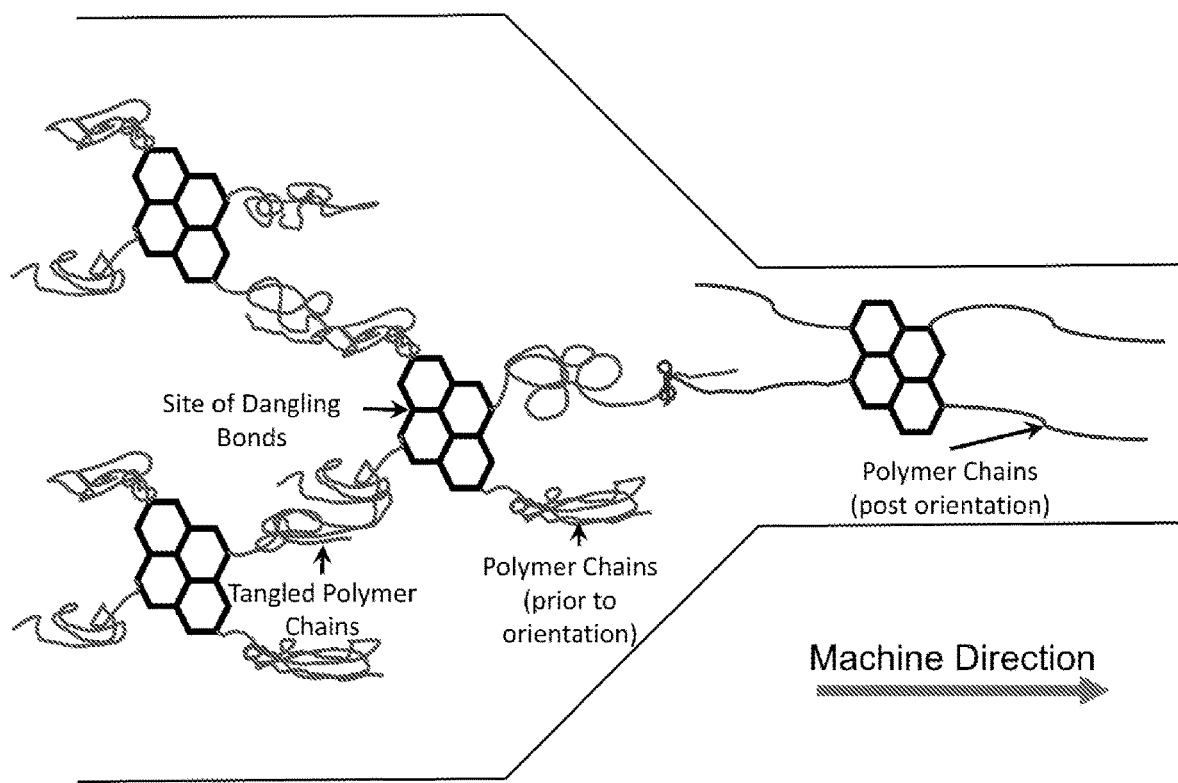 Site of Dangling
Bonds
Tangled Polymer
Chains
Polymer Chains
(prior to
orientation)
Polymer Chains
(post orientation)
Machine Direction